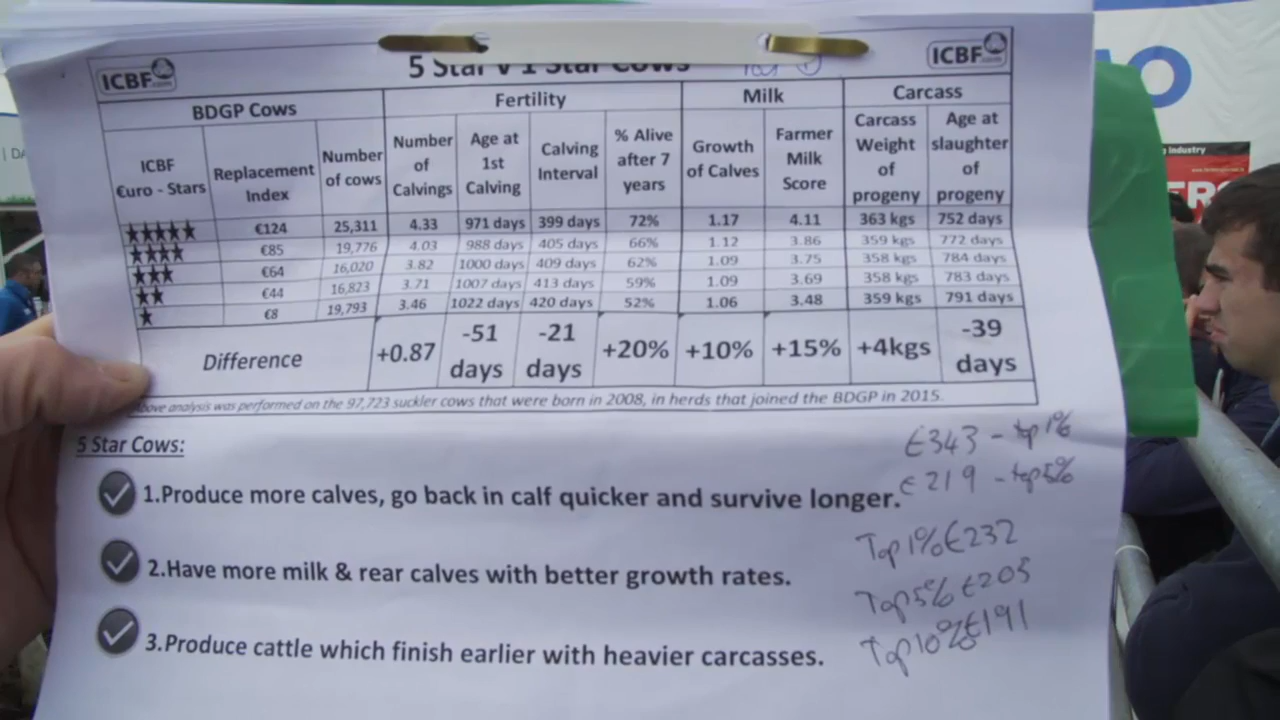 ICBF.com
5 Star v 1 Star Cows
ICBF.com
BDGP Cows Fertility Milk Carcass
ICBF €uro - Stars Replacement Index Number of cows Number of Calvings Age at 1st Calving Calving Interval % Alive after 7 years Growth of Calves Farmer Milk Score Carcass Weight of progeny Age at slaughter of progeny
★★★★★ €124 25,311 4.33 971 days 399 days 72% 1.17 4.11 363 kgs 752 days
★★★★ €85 19,776 4.03 988 days 405 days 66% 1.12 3.86 359 kgs 772 days
★★★ €64 16,020 3.82 1000 days 409 days 62% 1.09 3.75 358 kgs 784 days
★★ €44 16,823 3.71 1007 days 413 days 59% 1.09 3.69 358 kgs 783 days
★ €8 19,793 3.46 1022 days 420 days 52% 1.06 3.48 359 kgs 791 days
Difference +0.87 -51 days -21 days +20% +10% +15% +4kgs -39 days
Above analysis was performed on the 97,723 suckler cows that were born in 2008, in herds that joined the BDGP in 2015.
5 Star Cows:
€343 - top 1%
€219 - top 5%
1.Produce more calves, go back in calf quicker and survive longer.
Top 1% €232
2.Have more milk & rear calves with better growth rates.
Top 5% €205
Top 10% €191
3.Produce cattle which finish earlier with heavier carcasses.